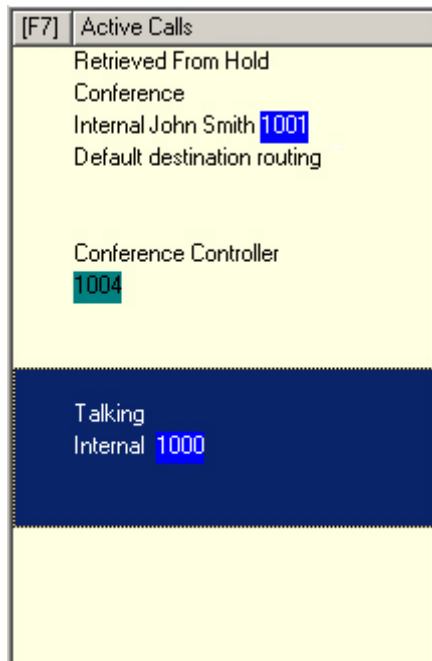 [F7] Active Calls
Retrieved From Hold
Conference
Internal John Smith 1001
Default destination routing
Conference Controller
1004
Talking
Internal 1000